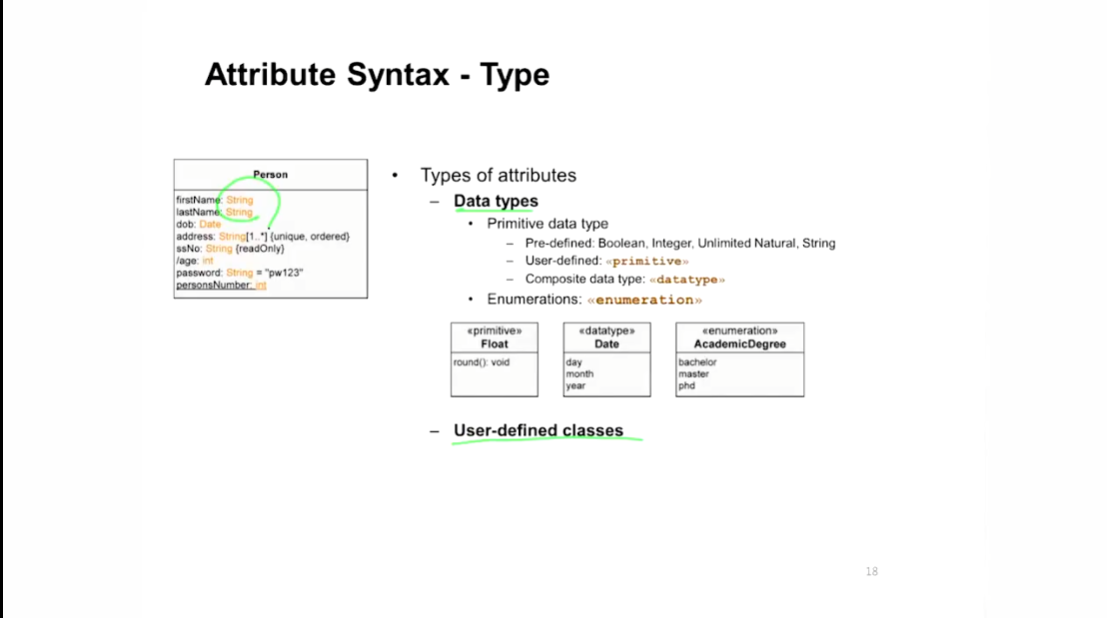 Attribute Syntax - Type
Person
firstName: String
lastName: String
dob: Date
address: String[1..*] {unique, ordered}
ssNo: String {readOnly}
/age: int
password: String = "pw123"
personsNumber: int
• Types of attributes
– Data types
• Primitive data type
– Pre-defined: Boolean, Integer, Unlimited Natural, String
– User-defined: «primitive»
– Composite data type: «datatype»
• Enumerations: «enumeration»
«primitive»
Float
round(): void
«datatype»
Date
day
month
year
«enumeration»
AcademicDegree
bachelor
master
phd
– User-defined classes
18